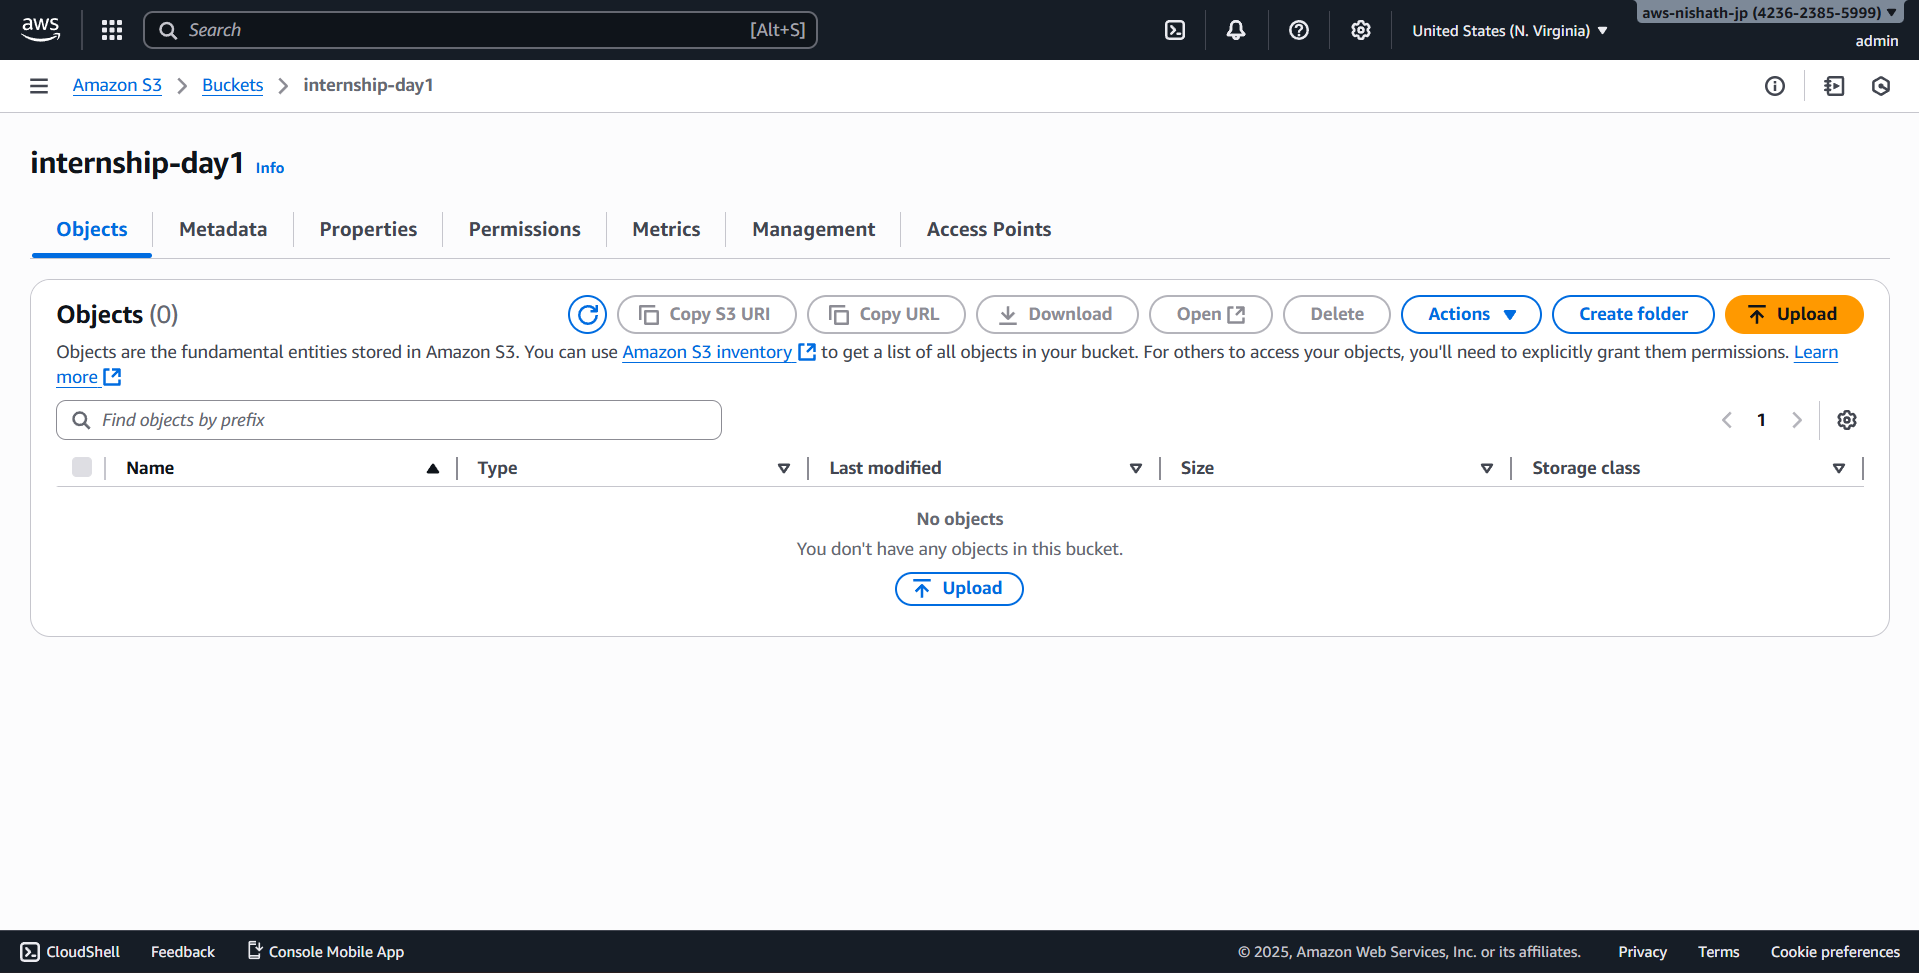 aws
Search [Alt+S]
United States (N. Virginia)
aws-nishath-jp (4236-2385-5999)
admin
Amazon S3 Buckets internship-day1
internship-day1 Info
Objects Metadata Properties Permissions Metrics Management Access Points
Objects (0) Copy S3 URI Copy URL Download Open Delete Actions Create folder Upload
Objects are the fundamental entities stored in Amazon S3. You can use Amazon S3 inventory to get a list of all objects in your bucket. For others to access your objects, you'll need to explicitly grant them permissions. Learn
more
Find objects by prefix 1
Name Type Last modified Size Storage class
No objects
You don't have any objects in this bucket.
Upload
CloudShell Feedback Console Mobile App © 2025, Amazon Web Services, Inc. or its affiliates. Privacy Terms Cookie preferences